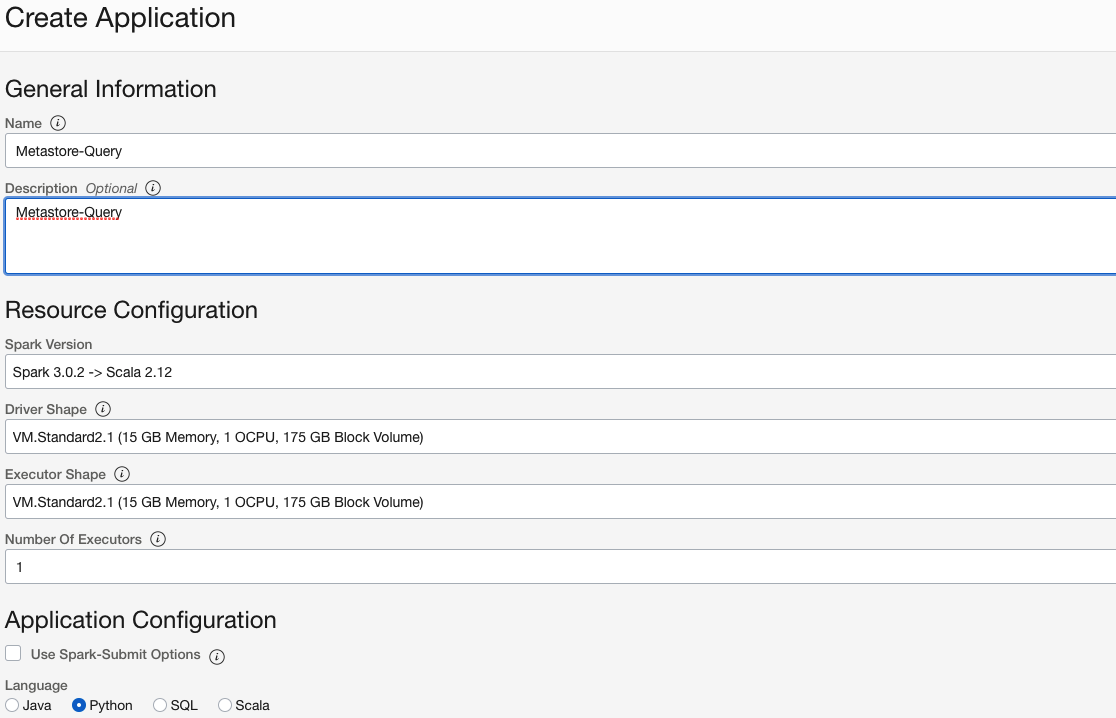 Create Application
General Information
Name
Metastore-Query
Description Optional
Metastore-Query
Resource Configuration
Spark Version
Spark 3.0.2 -> Scala 2.12
Driver Shape
VM.Standard2.1 (15 GB Memory, 1 OCPU, 175 GB Block Volume)
Executor Shape
VM.Standard2.1 (15 GB Memory, 1 OCPU, 175 GB Block Volume)
Number Of Executors
1
Application Configuration
Use Spark-Submit Options
Language
Java Python SQL Scala